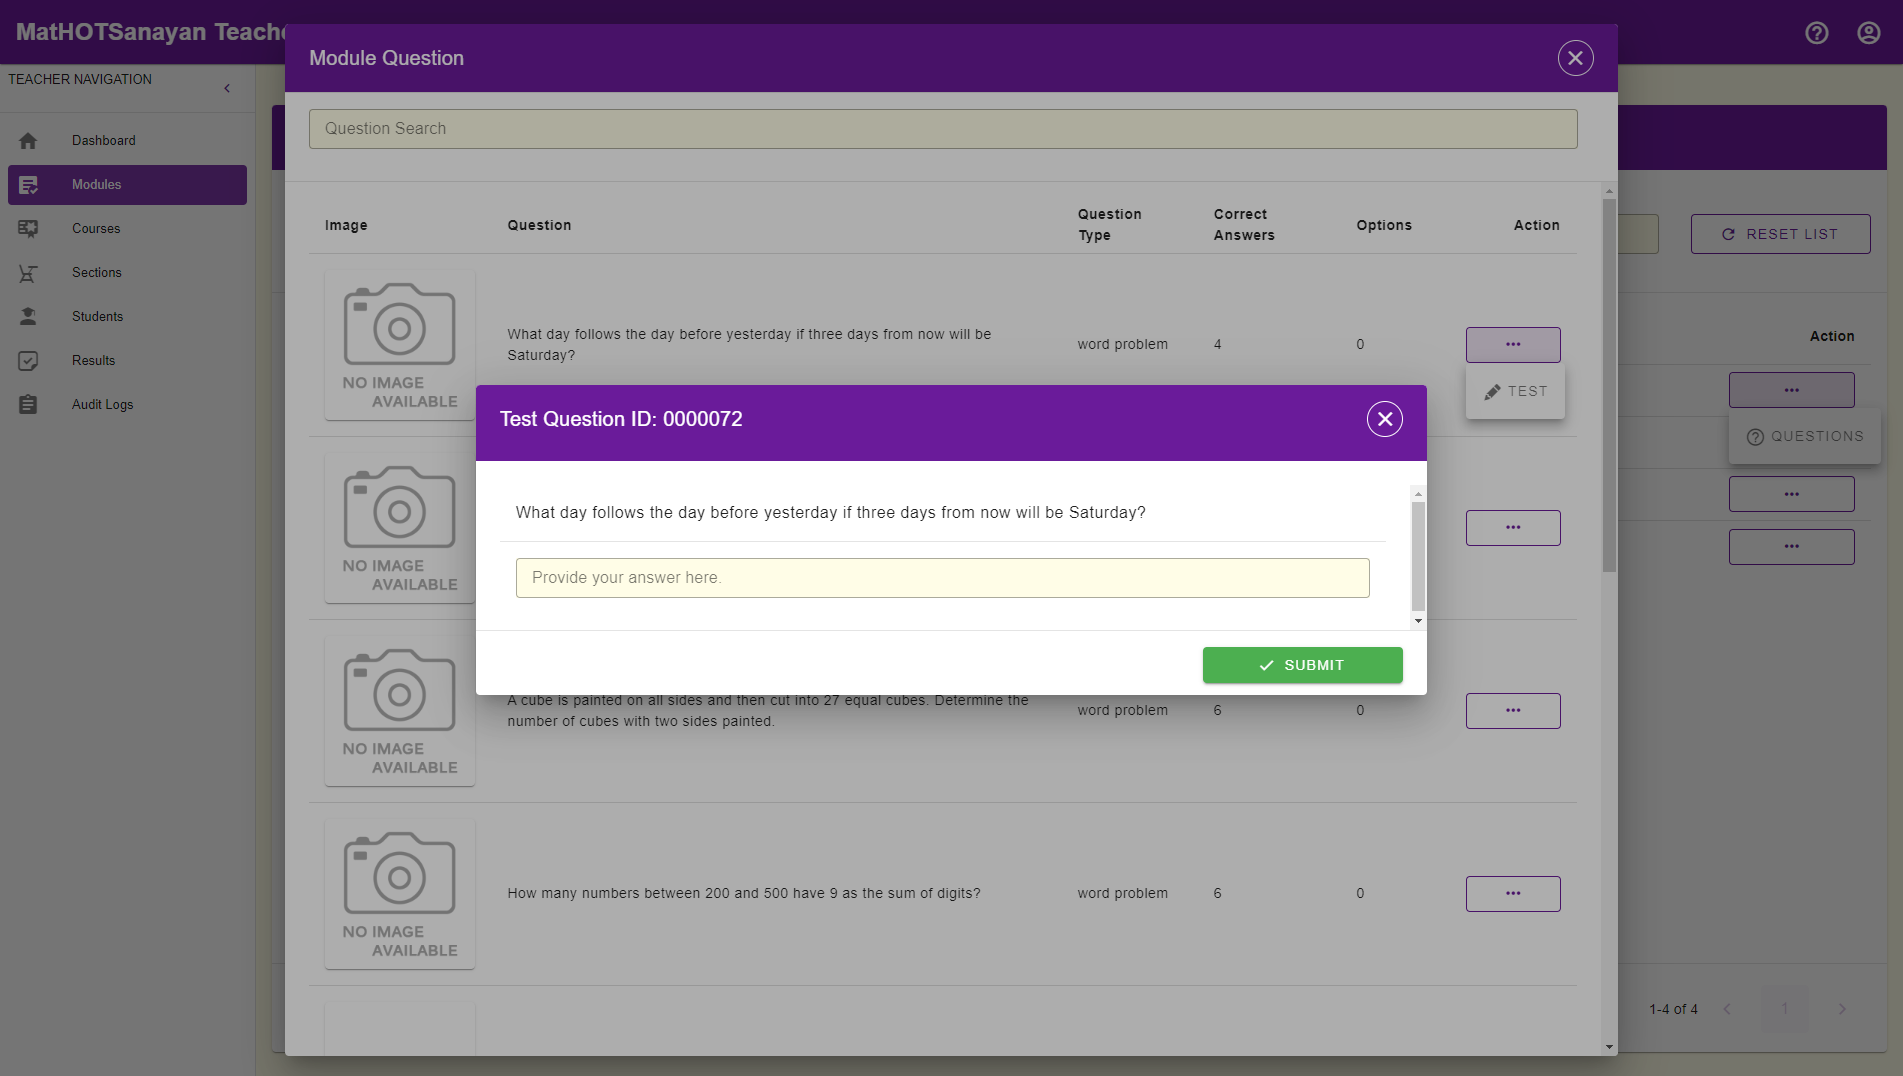 MatHOTSanayan Teache
Module Question
TEACHER NAVIGATION
Dashboard
Modules
Courses
Sections
Students
Results
Audit Logs
Question Search
Image
Question
Question Type
Correct Answers
Options
Action
NO IMAGE
AVAILABLE
What day follows the day before yesterday if three days from now will be
Saturday?
word problem
4
0
TEST
RESET LIST
Action
QUESTIONS
Test Question ID: 0000072
What day follows the day before yesterday if three days from now will be Saturday?
Provide your answer here.
SUBMIT
NO IMAGE
AVAILABLE
NO IMAGE
AVAILABLE
A cube is painted on all sides and then cut into 27 equal cubes. Determine the
number of cubes with two sides painted.
word problem
6
0
NO IMAGE
AVAILABLE
How many numbers between 200 and 500 have 9 as the sum of digits?
word problem
6
0
1-4 of 4
1